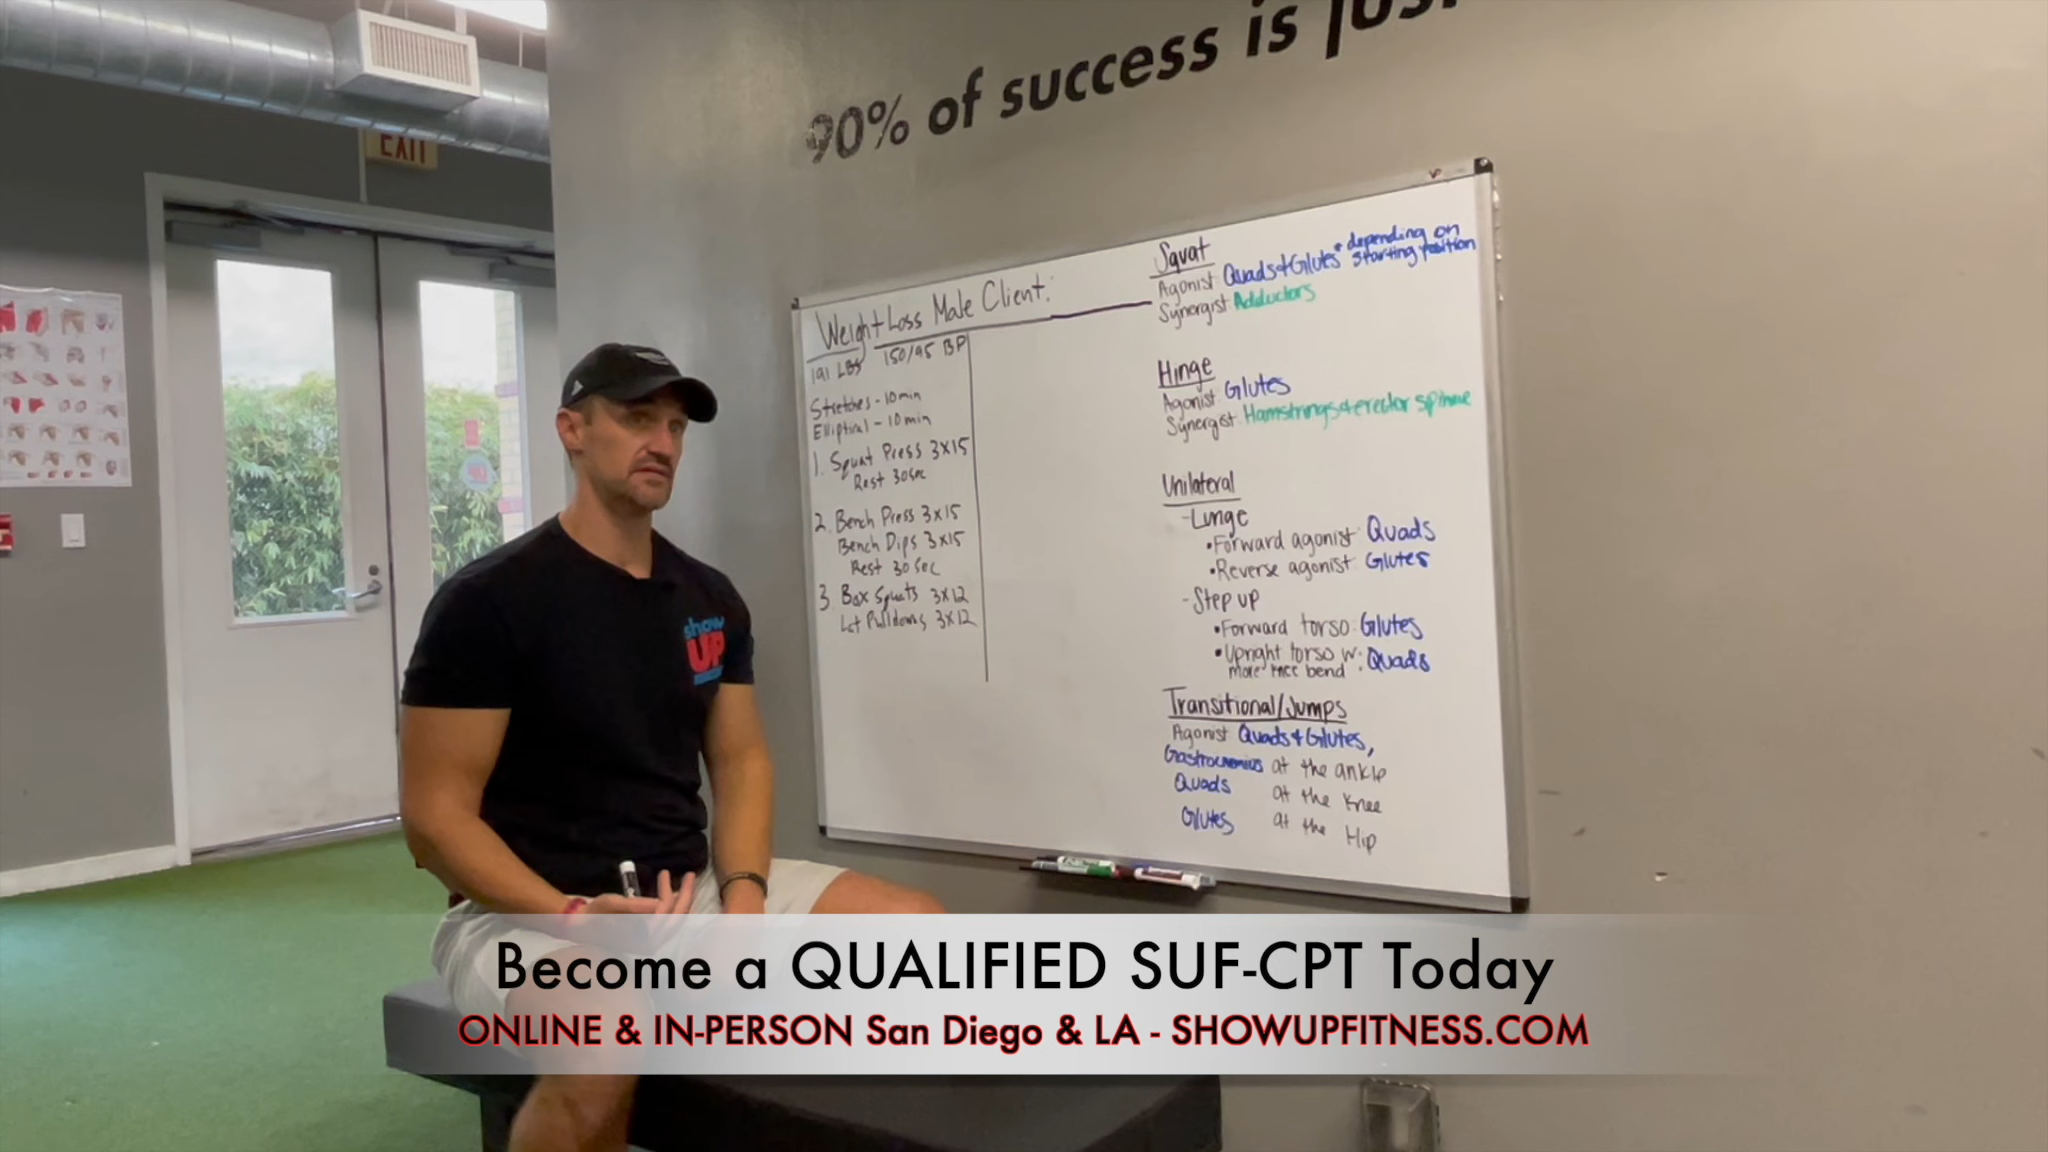 90% of success is jus
EXIT
Weight Loss Male Client:
191 LBS 150/95 BP
Stretches - 10min
Elliptical - 10 min
1. Squat Press 3x15
Rest 30sec
2. Bench Press 3x15
Bench Dips 3x15
Rest 30 Sec
3 Box Squats 3x12
Lat Pulldowns 3x12
Squat
Agonist: Quads & Glutes * depending on
starting position
Synergist: Adductors
Hinge
Agonist: Glutes
Synergist: Hamstrings & erector spinae
Unilateral
- Lunge
• Forward agonist: Quads
• Reverse agonist Glutes
- Step up
• Forward torso: Glutes
• Upright torso w: Quads
more knee bend
Transitional/Jumps
Agonist Quads & Glutes,
Gastrocnemius at the ankle
Quads at the knee
Glutes at the Hip
show
UP
Become a QUALIFIED SUF-CPT Today
ONLINE & IN-PERSON San Diego & LA - SHOWUPFITNESS.COM